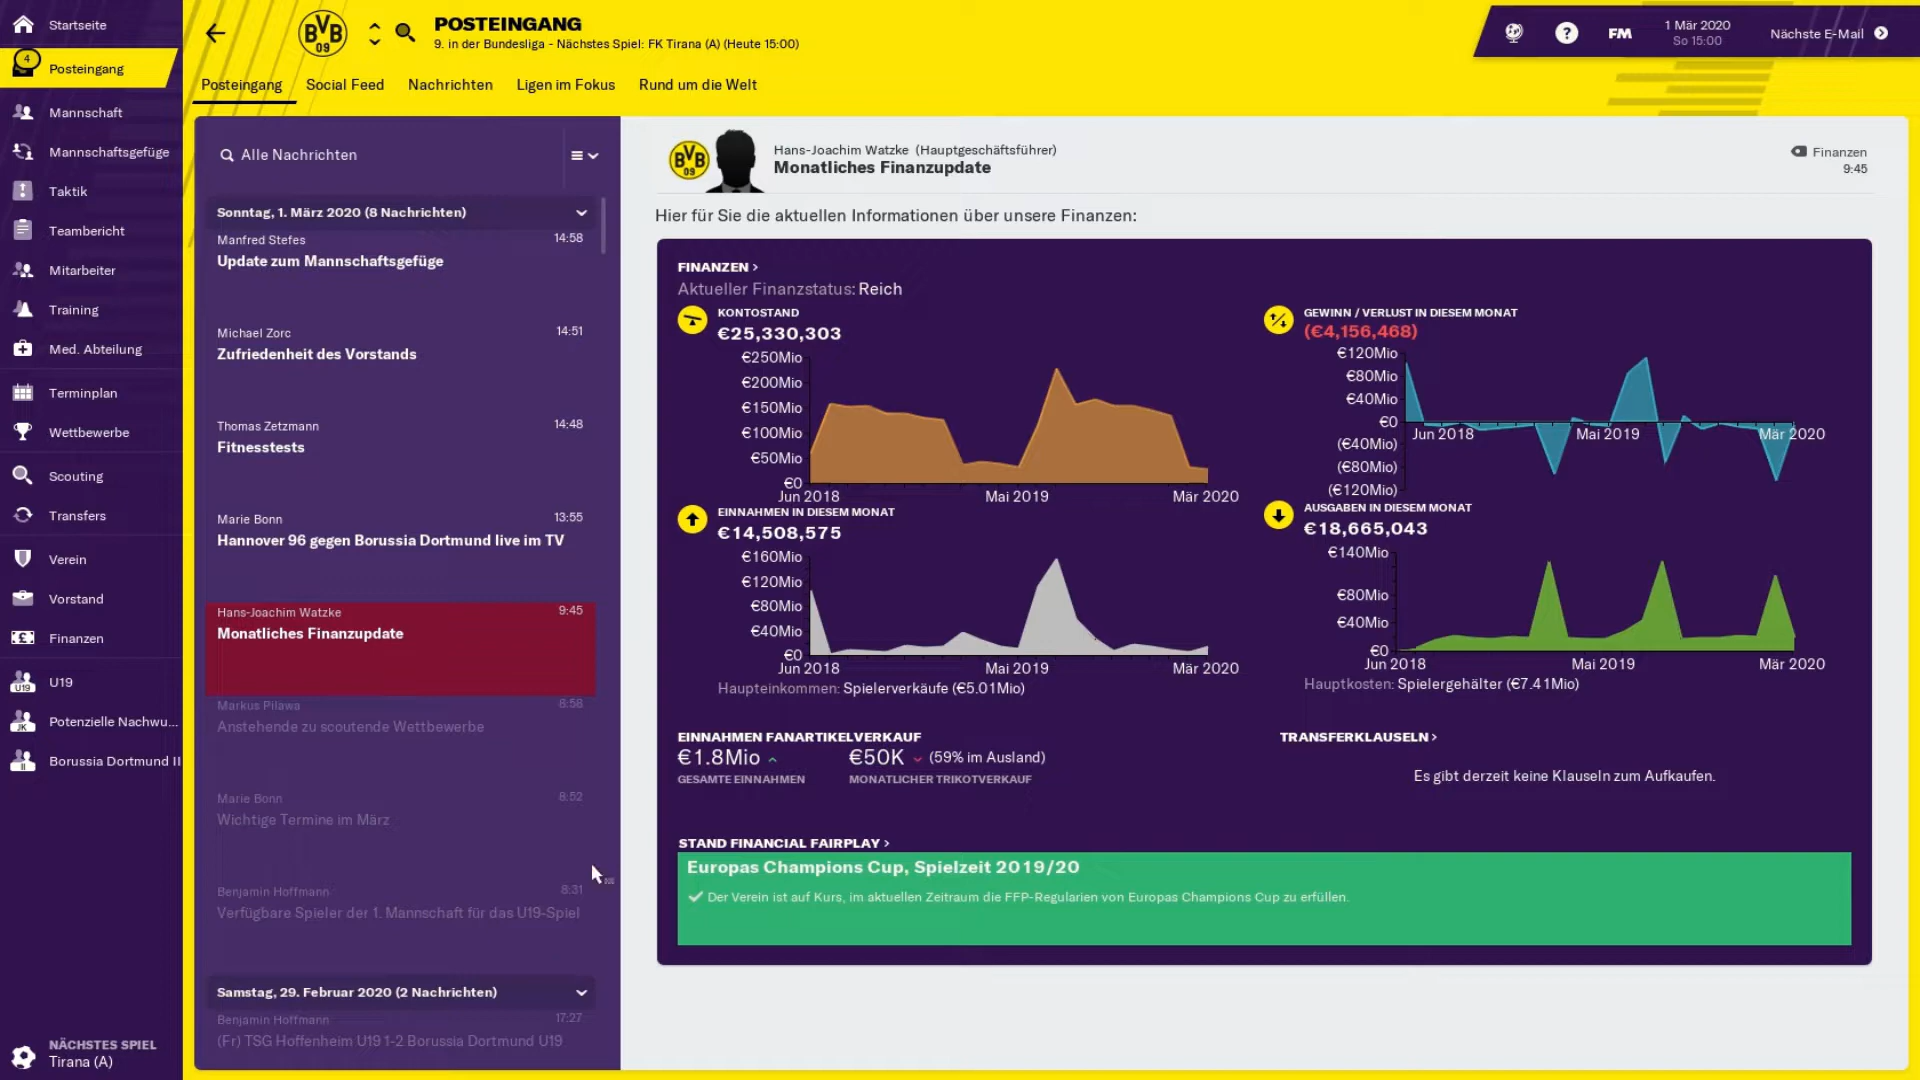 Startseite
4
Posteingang
Mannschaft
Mannschaftsgefüge
Taktik
Teambericht
Mitarbeiter
Training
Med. Abteilung
Terminplan
Wettbewerbe
Scouting
Transfers
Verein
Vorstand
Finanzen
U19
U19
JK
Potenzielle Nachwu...
II
Borussia Dortmund II
NÄCHSTES SPIEL
Tirana (A)
BVB
09
POSTEINGANG
9. in der Bundesliga - Nächstes Spiel: FK Tirana (A) (Heute 15:00)
?
FM
1 Mär 2020
So 15:00
Nächste E-Mail
Posteingang
Social Feed
Nachrichten
Ligen im Fokus
Rund um die Welt
Alle Nachrichten
Sonntag, 1. März 2020 (8 Nachrichten)
Manfred Stefes 14:58
Update zum Mannschaftsgefüge
Michael Zorc 14:51
Zufriedenheit des Vorstands
Thomas Zetzmann 14:48
Fitnesstests
Marie Bonn 13:55
Hannover 96 gegen Borussia Dortmund live im TV
Hans-Joachim Watzke 9:45
Monatliches Finanzupdate
Markus Pilawa 8:58
Anstehende zu scoutende Wettbewerbe
Marie Bonn 8:52
Wichtige Termine im März
Benjamin Hoffmann 8:31
Verfügbare Spieler der 1. Mannschaft für das U19-Spiel
Samstag, 29. Februar 2020 (2 Nachrichten)
Benjamin Hoffmann 17:27
(Fr) TSG Hoffenheim U19 1-2 Borussia Dortmund U19
BVB
09
Hans-Joachim Watzke (Hauptgeschäftsführer)
Monatliches Finanzupdate
Finanzen
9:45
Hier für Sie die aktuellen Informationen über unsere Finanzen:
FINANZEN >
Aktueller Finanzstatus: Reich
KONTOSTAND
€25,330,303
€250Mio
€200Mio
€150Mio
€100Mio
€50Mio
€0
Jun 2018 Mai 2019 Mär 2020
GEWINN / VERLUST IN DIESEM MONAT
(€4,156,468)
€120Mio
€80Mio
€40Mio
€0
Jun 2018 Mai 2019 Mär 2020
(€40Mio)
(€80Mio)
(€120Mio)
EINNAHMEN IN DIESEM MONAT
€14,508,575
€160Mio
€120Mio
€80Mio
€40Mio
€0
Jun 2018 Mai 2019 Mär 2020
Haupteinkommen: Spielerverkäufe (€5.01Mio)
AUSGABEN IN DIESEM MONAT
€18,665,043
€140Mio
€80Mio
€40Mio
€0
Jun 2018 Mai 2019 Mär 2020
Hauptkosten: Spielergehälter (€7.41Mio)
EINNAHMEN FANARTIKELVERKAUF
€1.8Mio €50K (59% im Ausland)
GESAMTE EINNAHMEN MONATLICHER TRIKOTVERKAUF
TRANSFERKLAUSELN >
Es gibt derzeit keine Klauseln zum Aufkaufen.
STAND FINANCIAL FAIRPLAY >
Europas Champions Cup, Spielzeit 2019/20
Der Verein ist auf Kurs, im aktuellen Zeitraum die FFP-Regularien von Europas Champions Cup zu erfüllen.